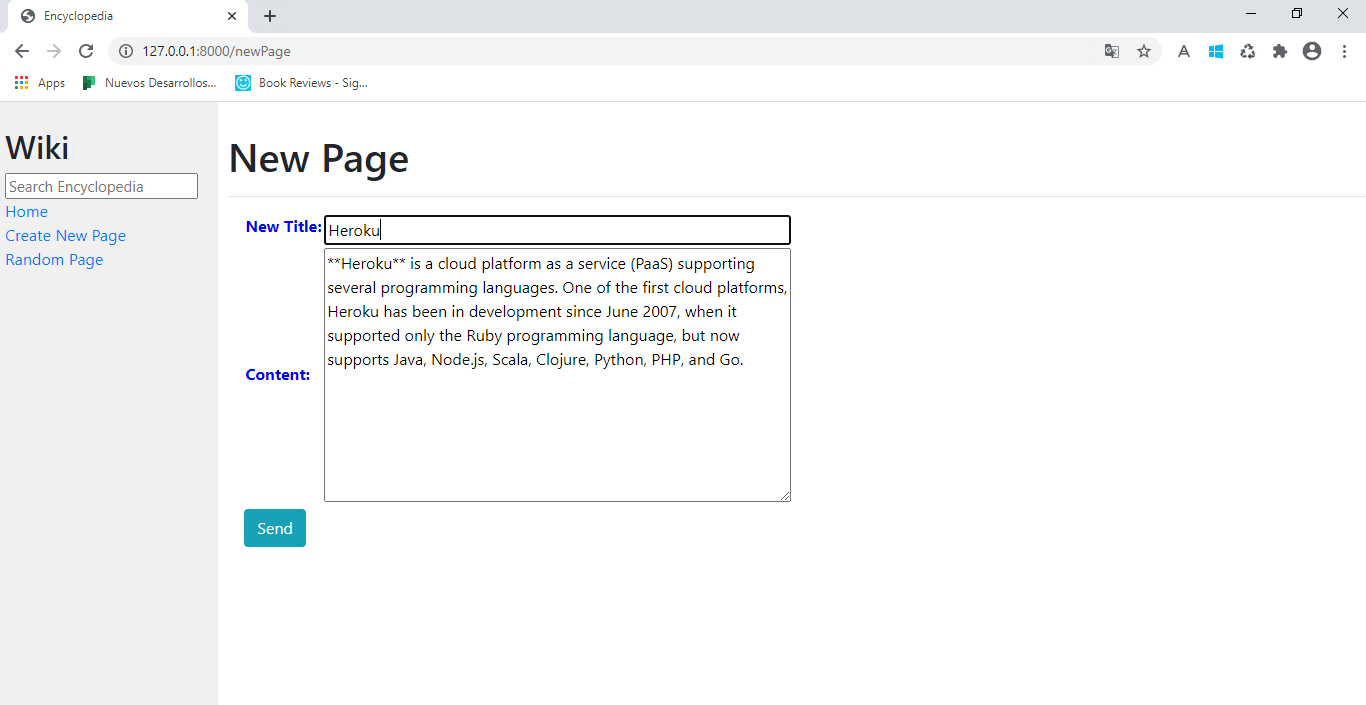 Encyclopedia
127.0.0.1:8000/newPage
Apps
Nuevos Desarrollos...
Book Reviews - Sig...
Wiki
Search Encyclopedia
Home
Create New Page
Random Page
New Page
New Title:
Heroku
Content:
**Heroku** is a cloud platform as a service (PaaS) supporting
several programming languages. One of the first cloud platforms,
Heroku has been in development since June 2007, when it
supported only the Ruby programming language, but now
supports Java, Node.js, Scala, Clojure, Python, PHP, and Go.
Send